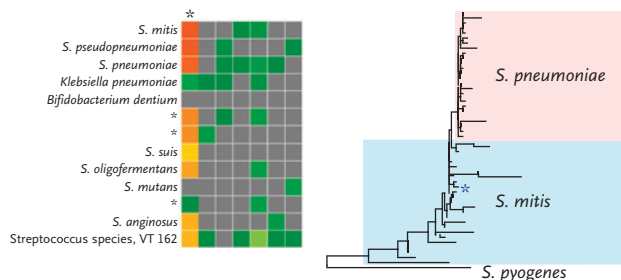 *
S. mitis
S. pseudopneumoniae
S. pneumoniae
Klebsiella pneumoniae
Bifidobacterium dentium
*
*
S. suis
S. oligofermentans
S. mutans
*
S. anginosus
Streptococcus species, VT 162
S. pneumoniae
*
S. mitis
S. pyogenes